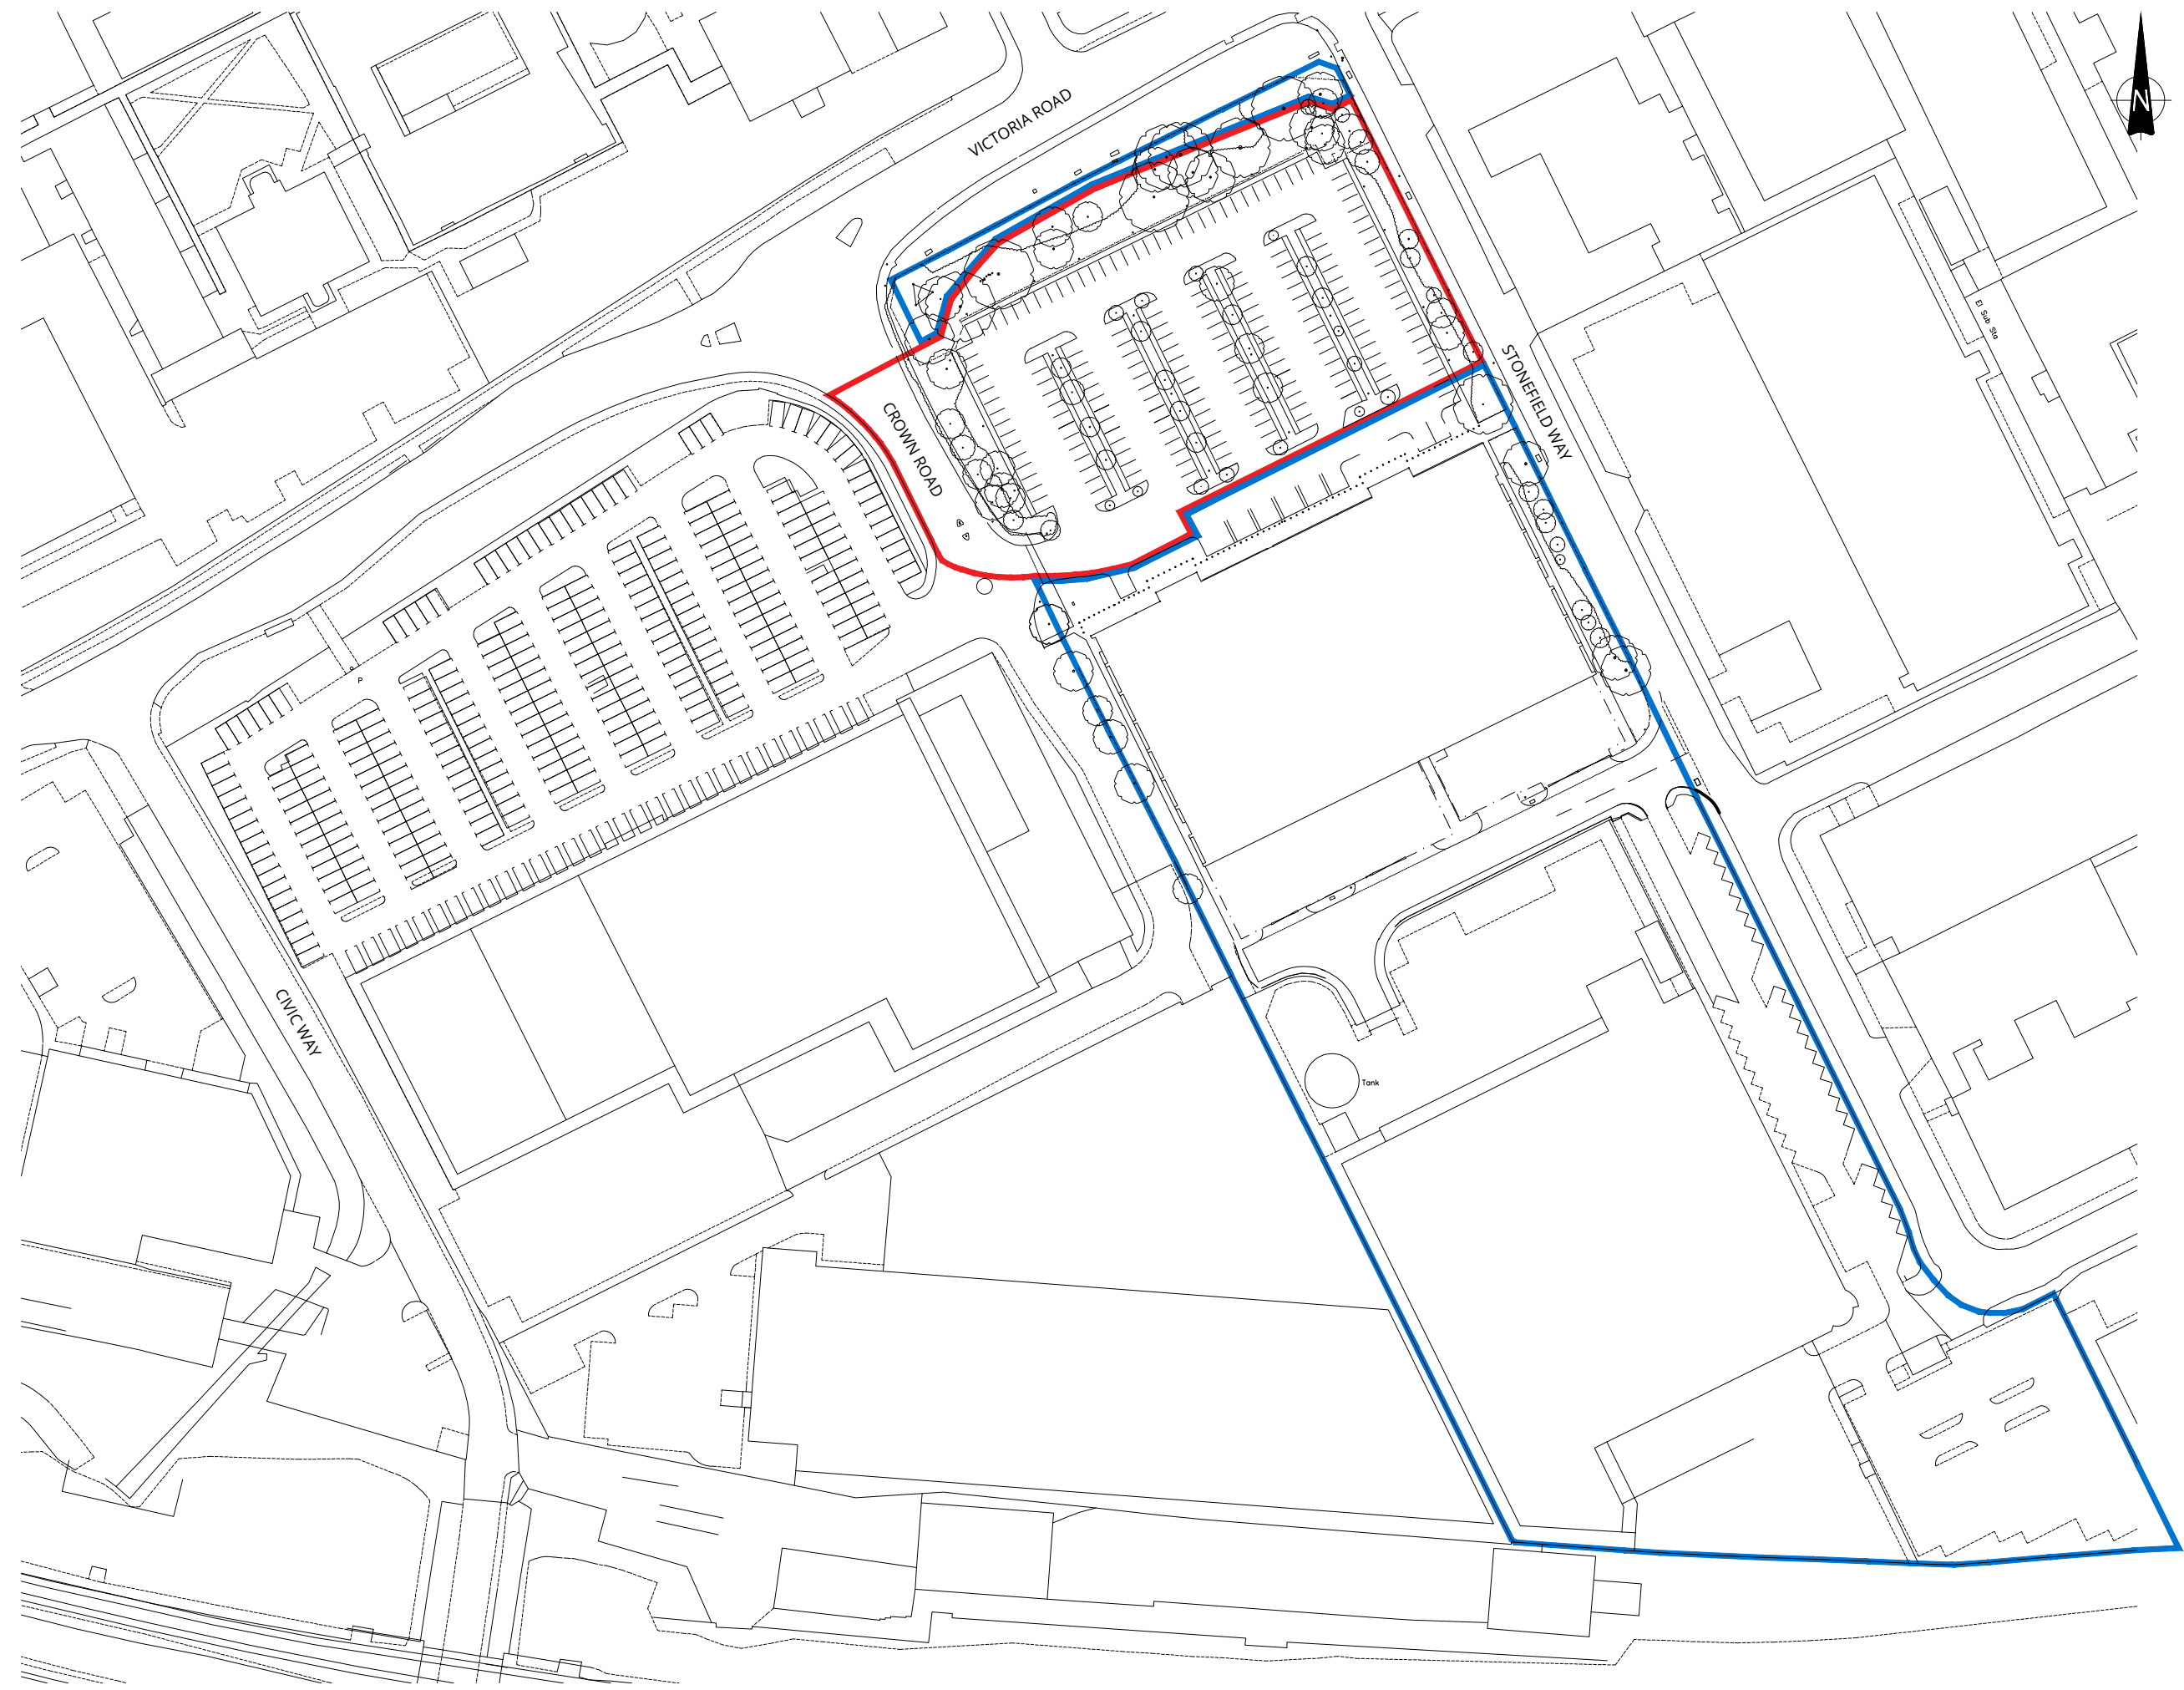 N
VICTORIA ROAD
El Sub Sta
STONEFIELD WAY
CROWN ROAD
CIVIC WAY
Tank